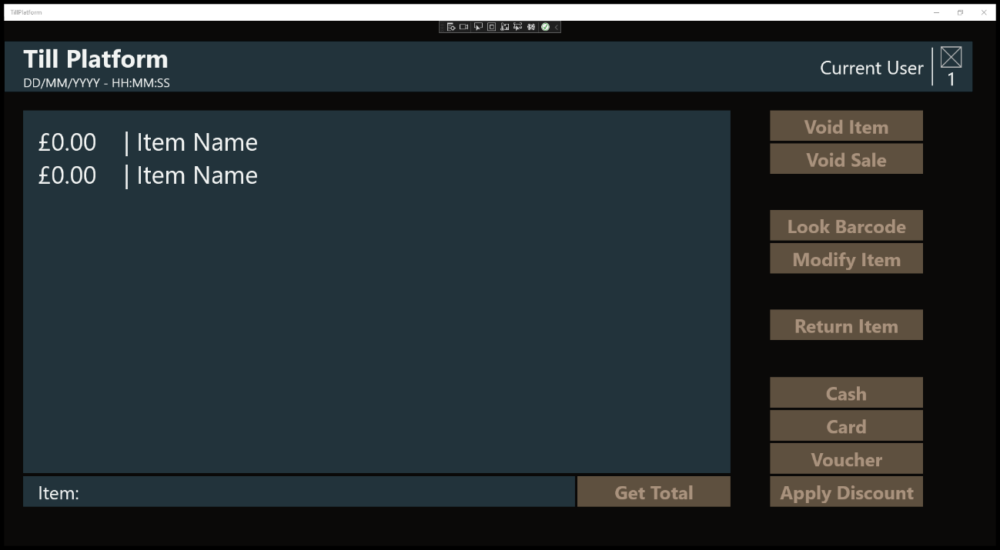 TillPlatform
Till Platform
DD/MM/YYYY - HH:MM:SS
Current User
1
£0.00 | Item Name
£0.00 | Item Name
Void Item
Void Sale
Look Barcode
Modify Item
Return Item
Cash
Card
Voucher
Item:
Get Total
Apply Discount